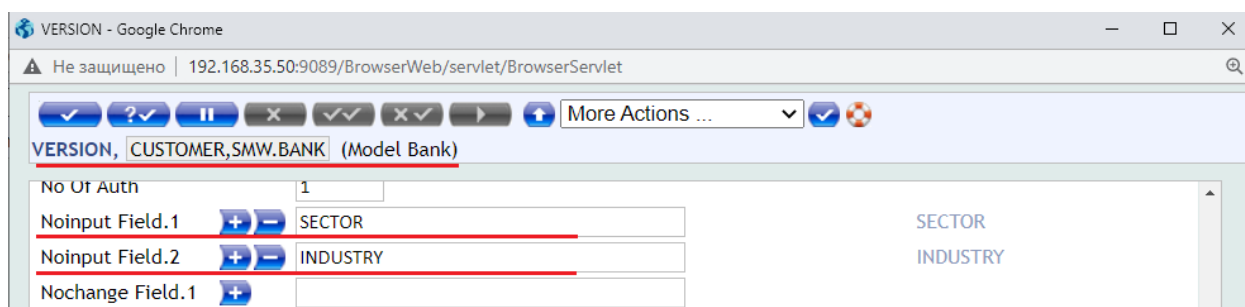 VERSION - Google Chrome
Не защищено | 192.168.35.50:9089/BrowserWeb/servlet/BrowserServlet
More Actions ...
VERSION, CUSTOMER,SMW.BANK (Model Bank)
No Of Auth 1
Noinput Field.1 SECTOR SECTOR
Noinput Field.2 INDUSTRY INDUSTRY
Nochange Field.1